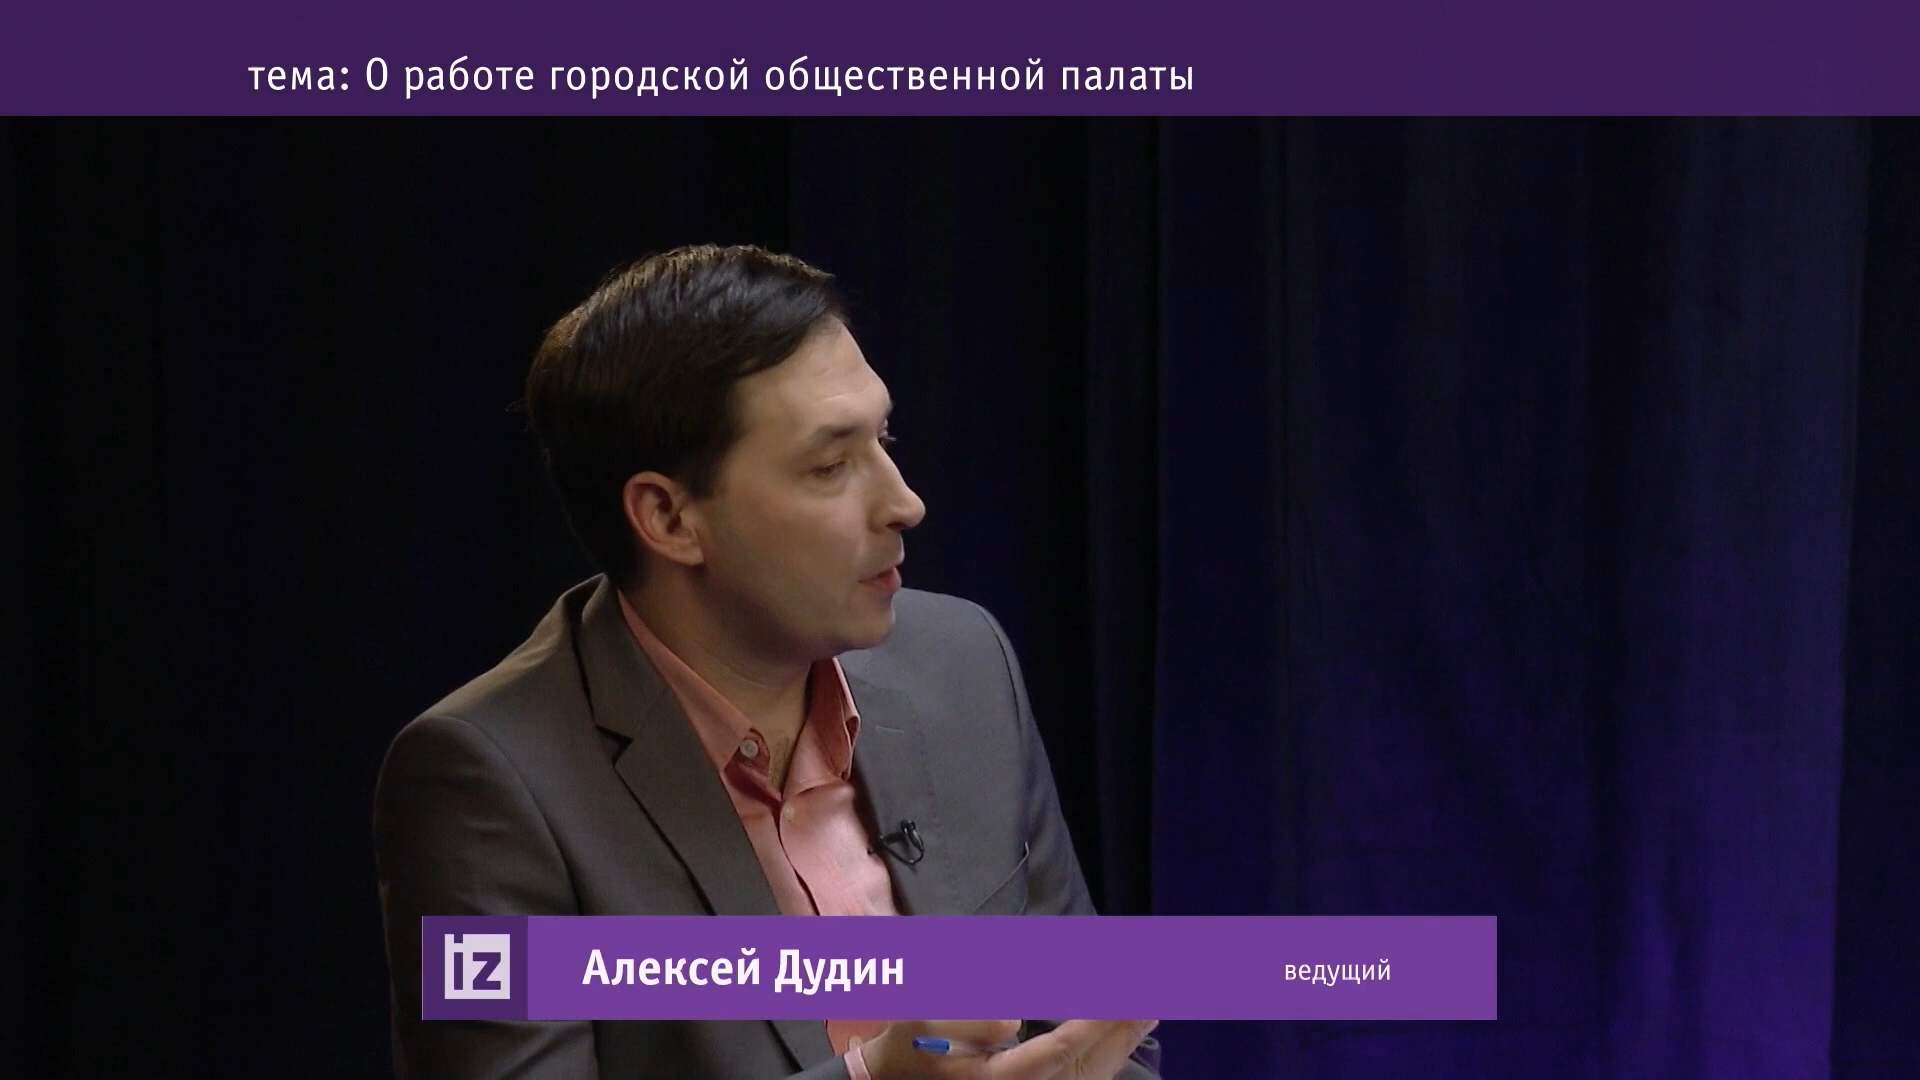 тема: О работе городской общественной палаты
iz
Алексей Дудин
ведущий